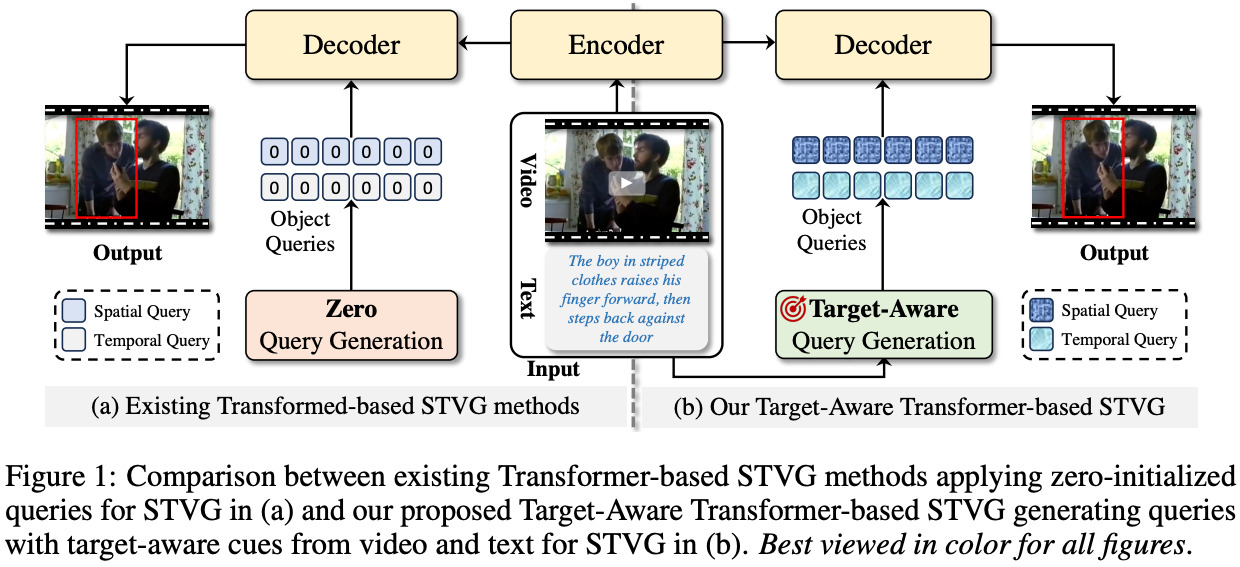 Decoder
Encoder
Decoder
0 0 0 0 0 0
0 0 0 0 0 0
Object
Queries
Output
Spatial Query
Temporal Query
Zero
Query Generation
Video
Text
The boy in striped
clothes raises his
finger forward, then
steps back against
the door
Input
Object
Queries
Output
Target-Aware
Query Generation
Spatial Query
Temporal Query
(a) Existing Transformed-based STVG methods
(b) Our Target-Aware Transformer-based STVG
Figure 1: Comparison between existing Transformer-based STVG methods applying zero-initialized
queries for STVG in (a) and our proposed Target-Aware Transformer-based STVG generating queries
with target-aware cues from video and text for STVG in (b). Best viewed in color for all figures.